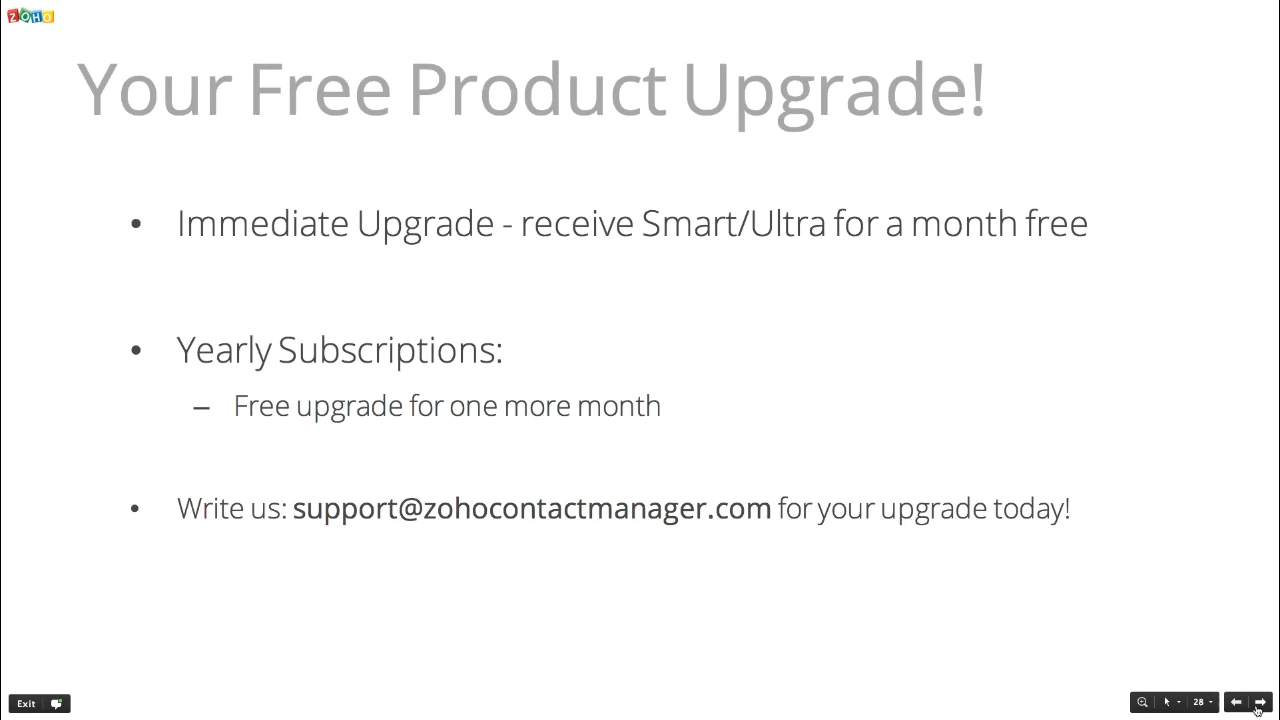 ZOHO
Your Free Product Upgrade!
• Immediate Upgrade - receive Smart/Ultra for a month free
• Yearly Subscriptions:
– Free upgrade for one more month
• Write us: support@zohocontactmanager.com for your upgrade today!
Exit
28